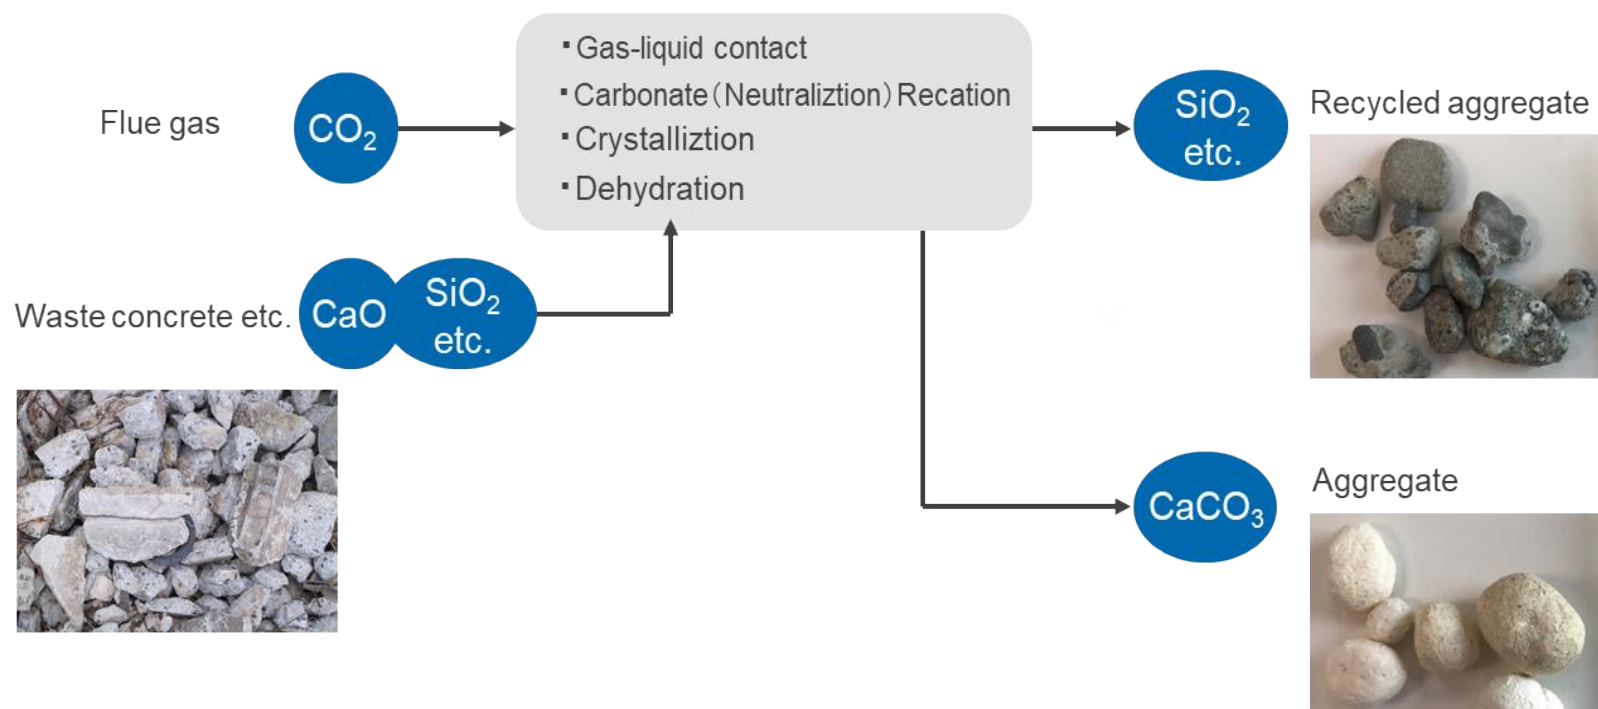 Flue gas
CO₂
・Gas-liquid contact
・Carbonate（Neutraliztion）Recation
・Crystalliztion
・Dehydration
SiO₂
etc.
Recycled aggregate
Waste concrete etc.
CaO
SiO₂
etc.
CaCO₃
Aggregate